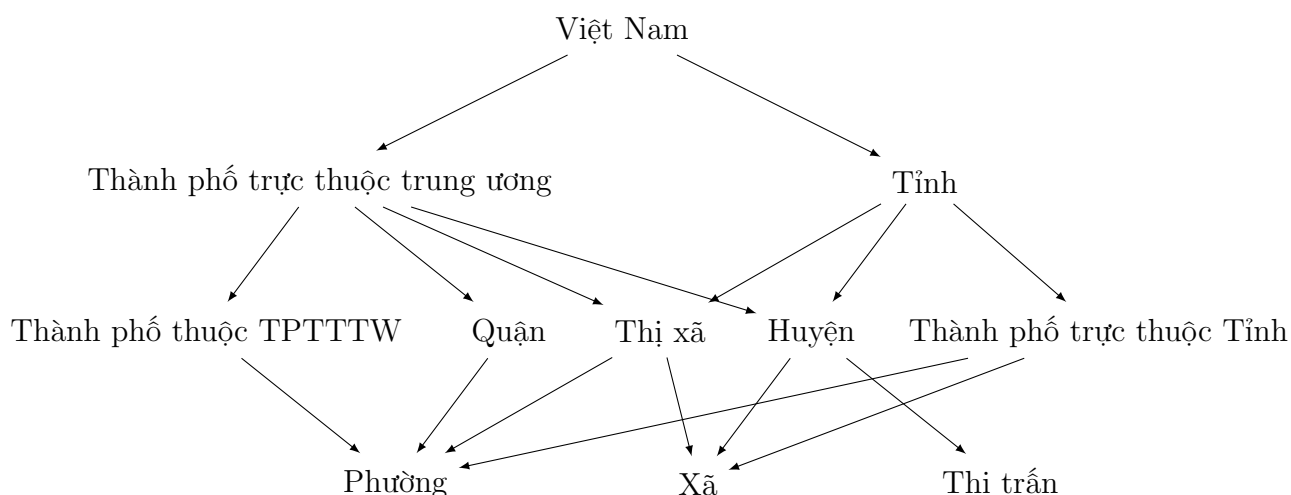 Việt Nam
Thành phố trực thuộc trung ương
Tỉnh
Thành phố thuộc TPTTTW
Quận
Thị xã
Huyện
Thành phố trực thuộc Tỉnh
Phường
Xã
Thi trấn